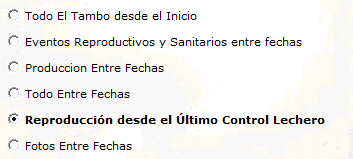 Todo El Tambo desde el Inicio
Eventos Reproductivos y Sanitarios entre fechas
Produccion Entre Fechas
Todo Entre Fechas
Reproducción desde el Último Control Lechero
Fotos Entre Fechas